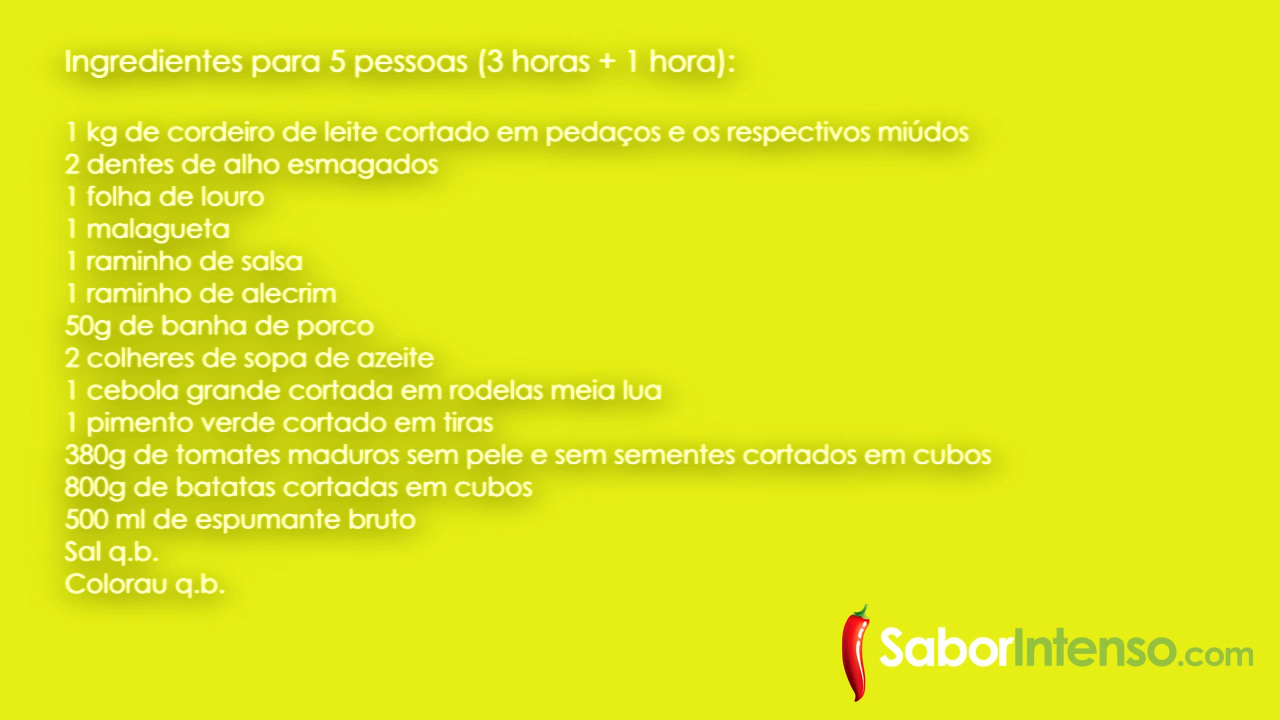 Ingredientes para 5 pessoas (3 horas + 1 hora):
1 kg de cordeiro de leite cortado em pedaços e os respectivos miúdos
2 dentes de alho esmagados
1 folha de louro
1 malagueta
1 raminho de salsa
1 raminho de alecrim
50g de banha de porco
2 colheres de sopa de azeite
1 cebola grande cortada em rodelas meia lua
1 pimento verde cortado em tiras
380g de tomates maduros sem pele e sem sementes cortados em cubos
800g de batatas cortadas em cubos
500 ml de espumante bruto
Sal q.b.
Colorau q.b.
SaborIntenso.com